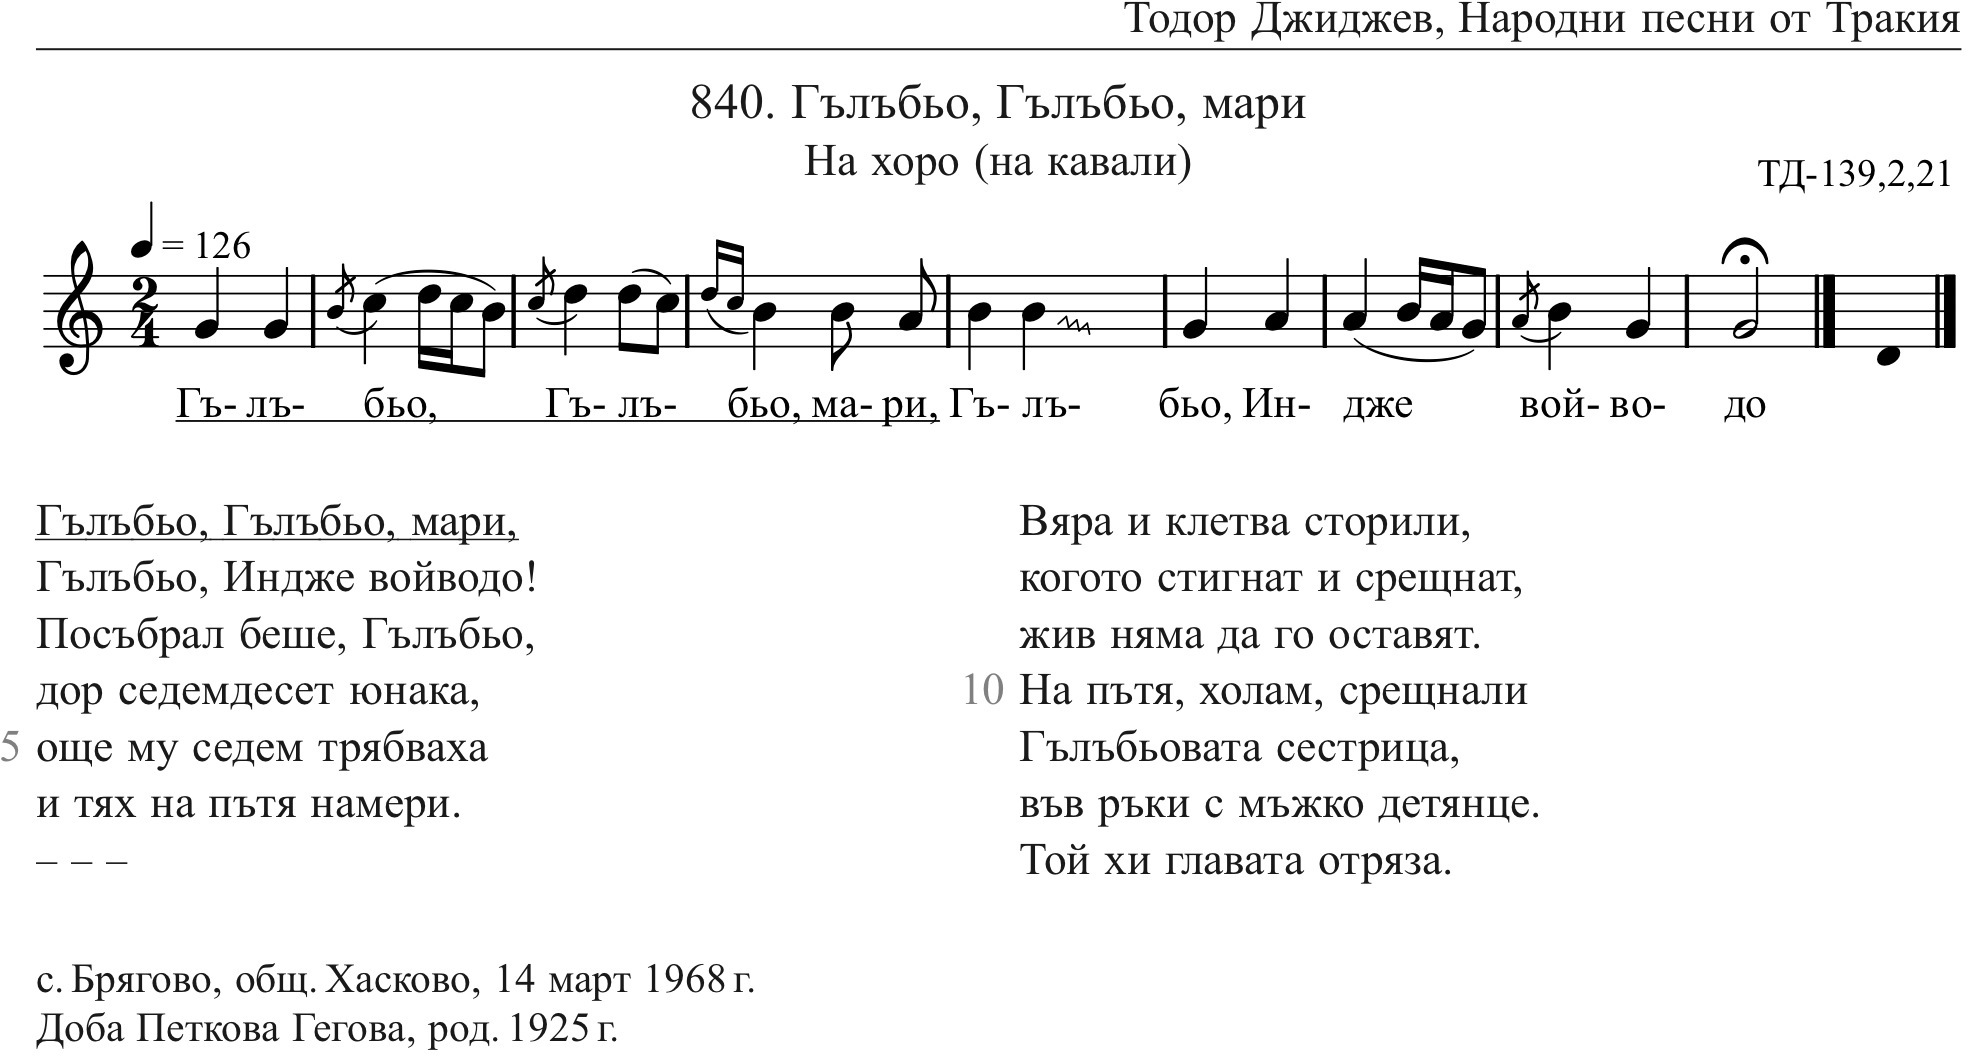 Тодор Джиджев, Народни песни от Тракия
840. Гълъбьо, Гълъбьо, мари
На хоро (на кавали)
ТД-139,2,21
= 126
Гъ- лъ- бьо, Гъ- лъ- бьо, ма- ри, Гъ- лъ- бьо, Ин- дже вой- во- до
Гълъбьо, Гълъбьо, мари,
Гълъбьо, Индже войводо!
Посъбрал беше, Гълъбьо,
дор седемдесет юнака,
5 още му седем трябваха
и тях на пътя намери.
– – –
Вяра и клетва сторили,
когото стигнат и срещнат,
жив няма да го оставят.
10 На пътя, холам, срещнали
Гълъбьовата сестрица,
във ръки с мъжко детянце.
Той хи главата отряза.
с. Брягово, общ. Хасково, 14 март 1968 г.
Доба Петкова Гегова, род. 1925 г.